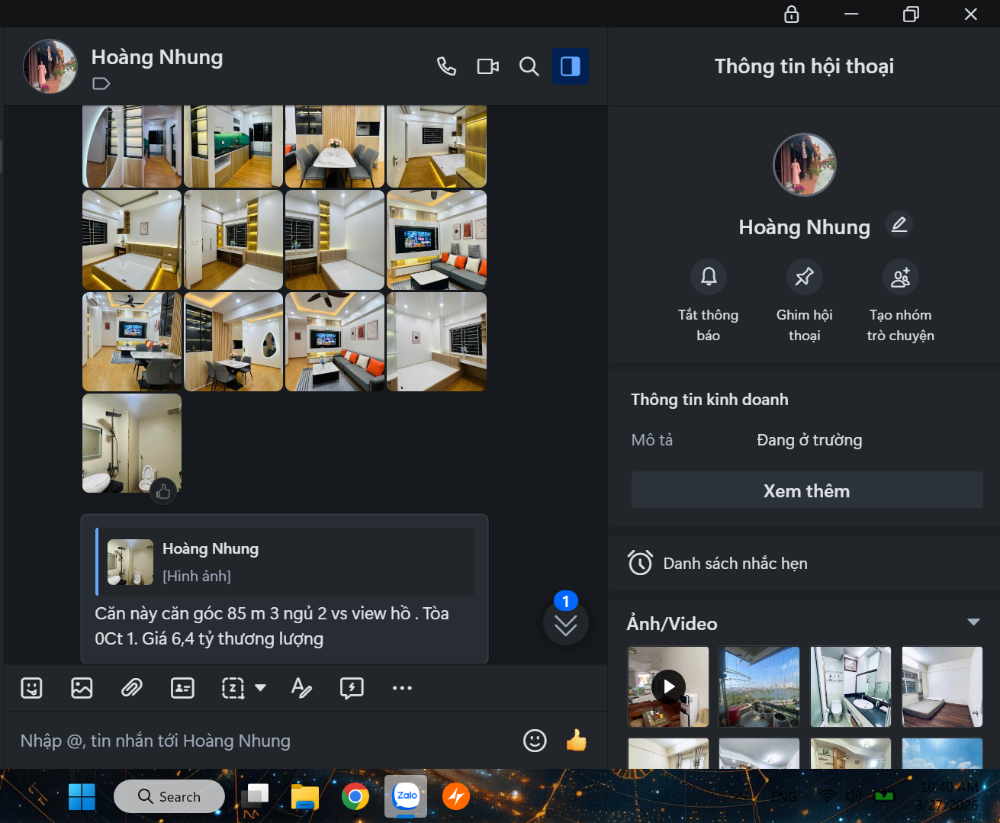 Hoàng Nhung
Thông tin hội thoại
Hoàng Nhung
Tắt thông
báo
Ghim hội
thoại
Tạo nhóm
trò chuyện
Thông tin kinh doanh
Mô tả
Đang ở trường
Xem thêm
Danh sách nhắc hẹn
Ảnh/Video
Hoàng Nhung
[Hình ảnh]
Căn này căn góc 85 m 3 ngủ 2 vs view hồ . Tòa
0Ct 1. Giá 6,4 tỷ thương lượng
1
Nhập @, tin nhắn tới Hoàng Nhung
Search
Zalo
ENG
10:40 AM
3/27/2026